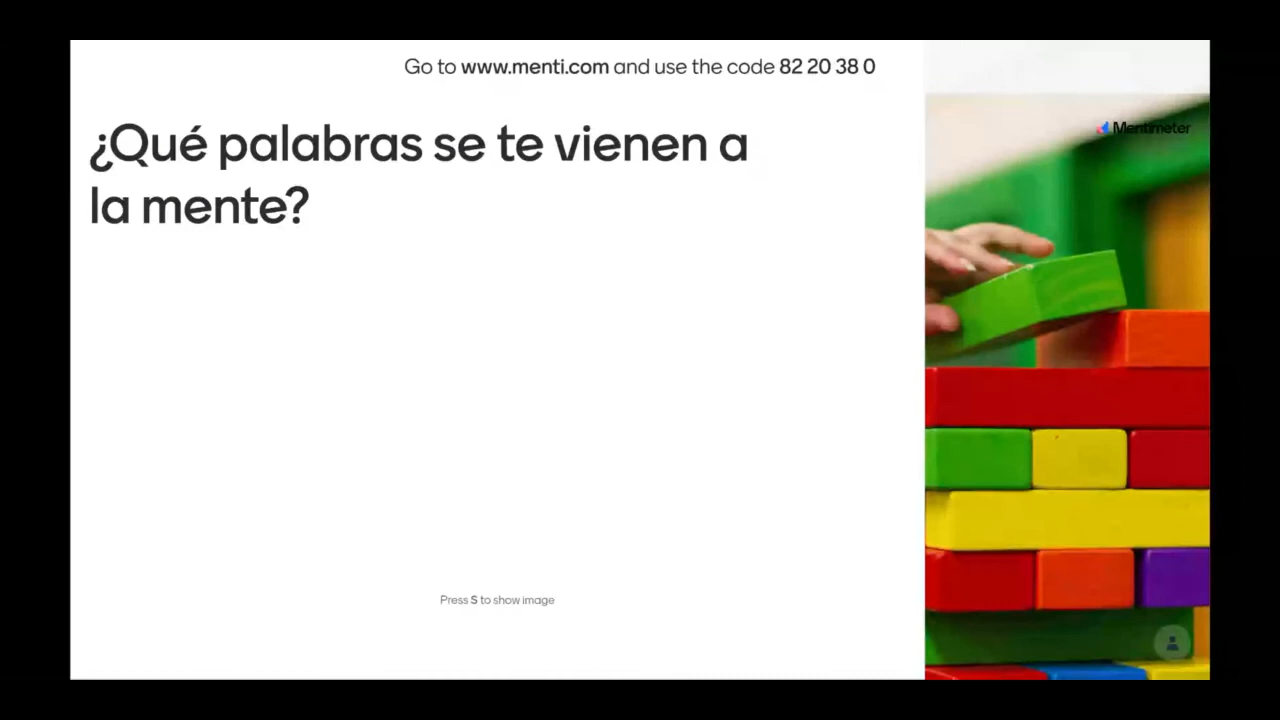 Go to www.menti.com and use the code 82 20 38 0
Mentimeter
¿Qué palabras se te vienen a
la mente?
Press S to show image